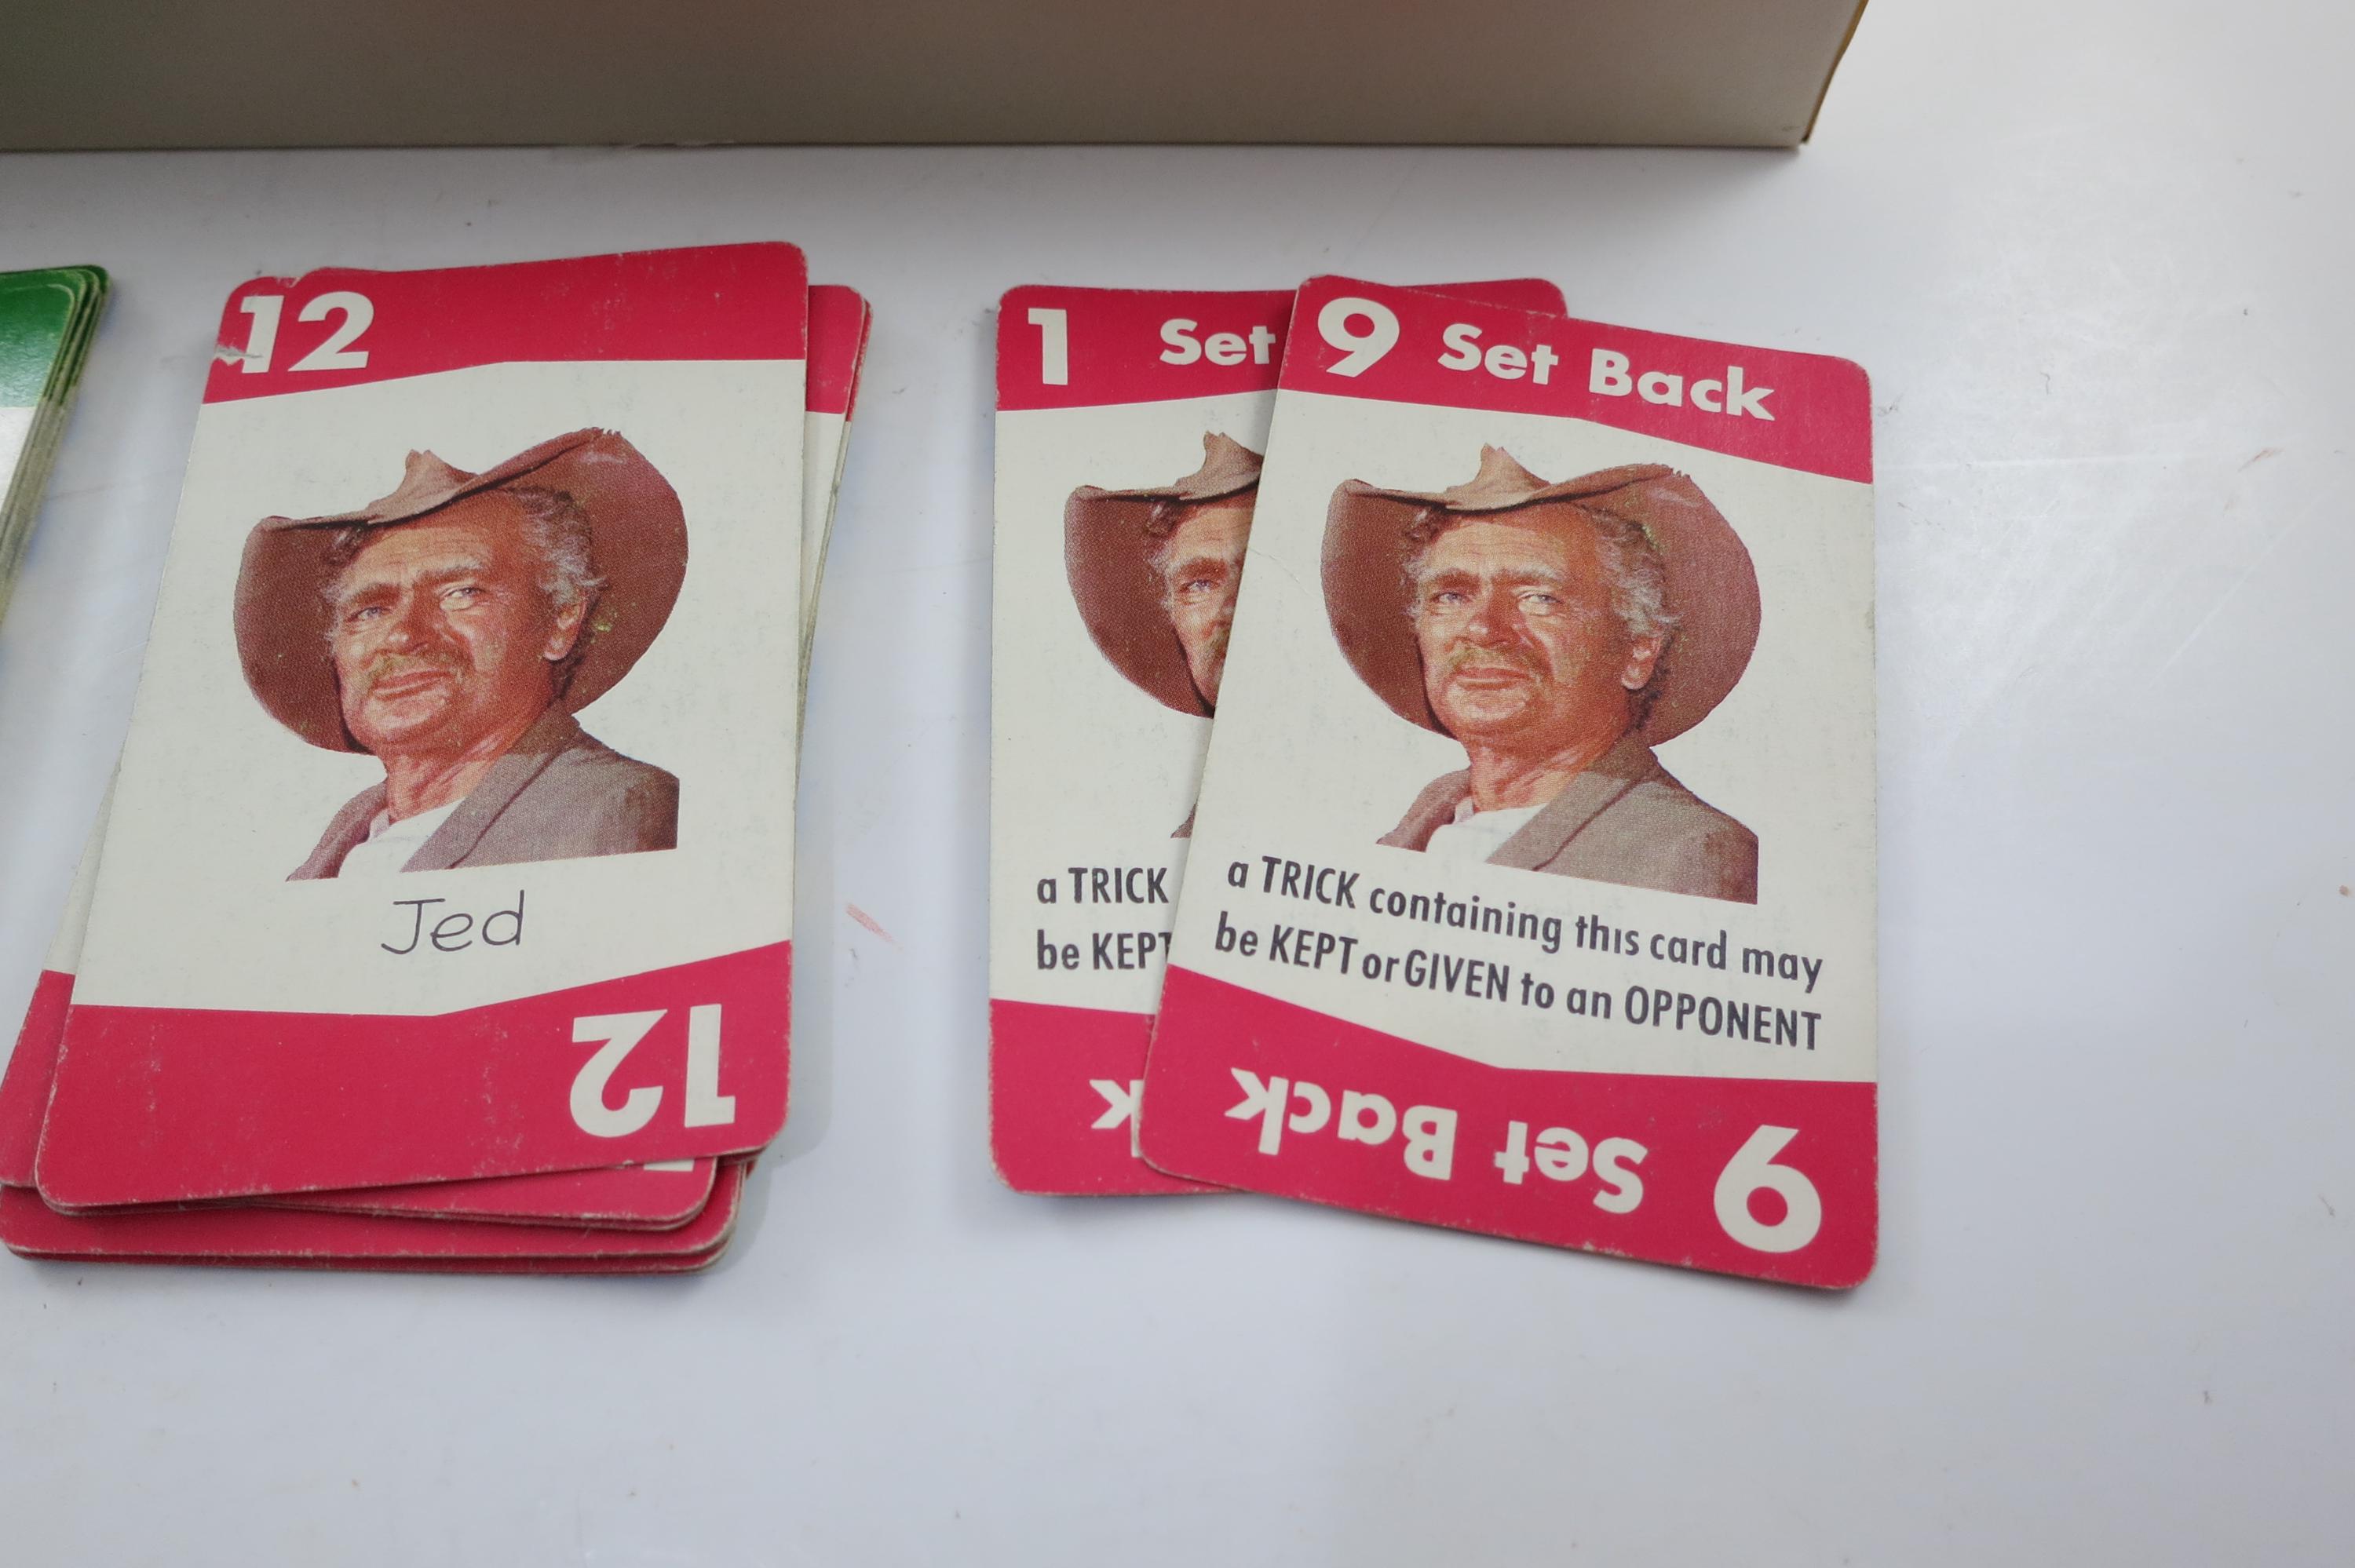 12
Jed
12
1 Set
a TRICK
be KEPT
k
9 Set Back
a TRICK containing this card may
be KEPT or GIVEN to an OPPONENT
9 Set Back